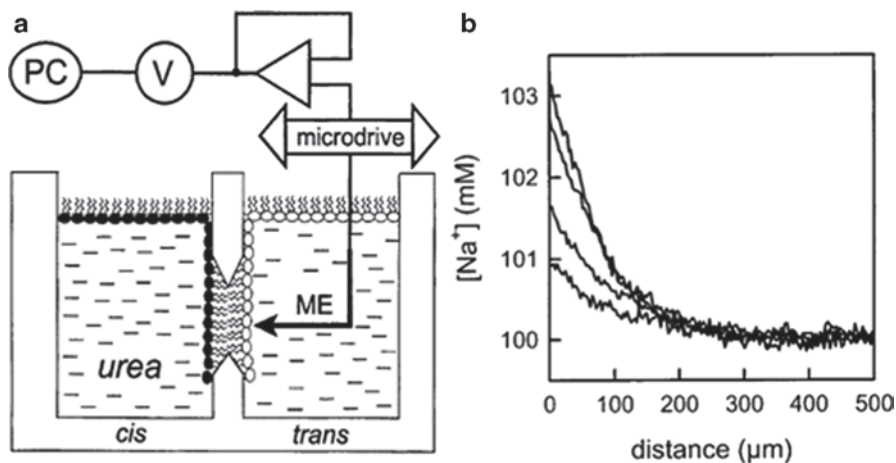 a
PC
V
microdrive
ME
urea
cis
trans
b
[Na⁺] (mM)
103
102
101
100
0 100 200 300 400 500
distance (µm)